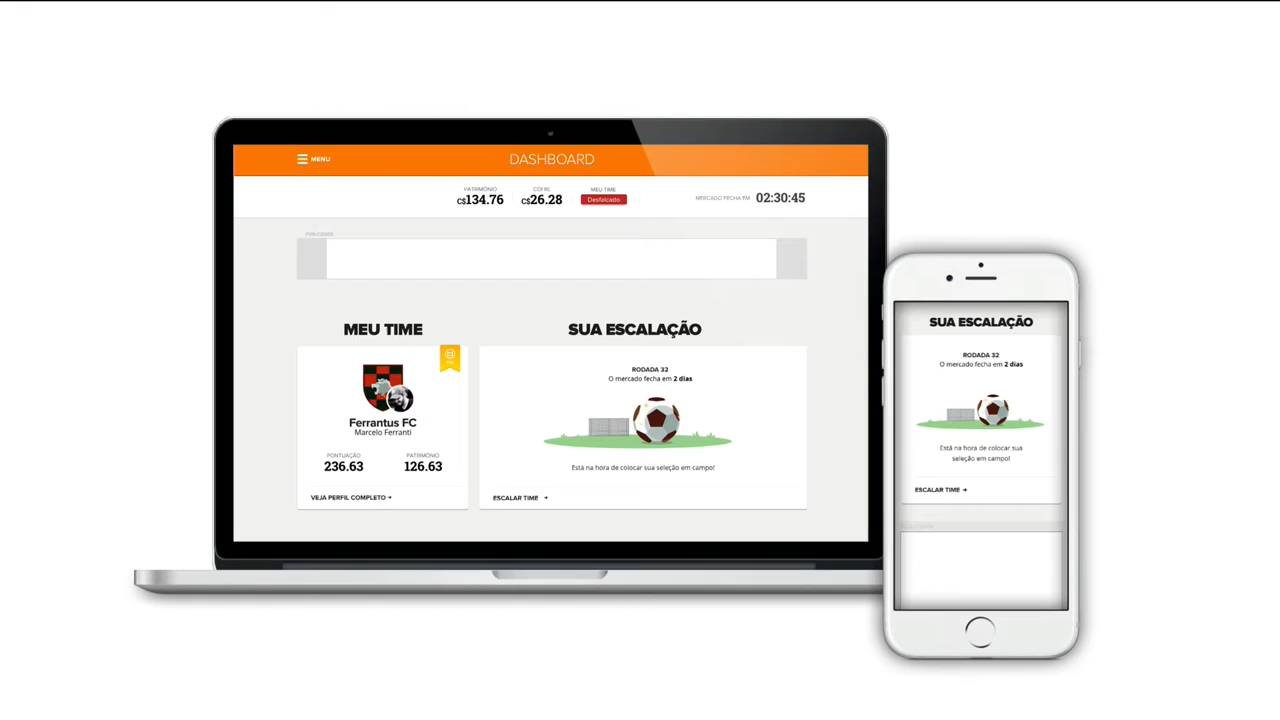 MENU
DASHBOARD
PATRIMÔNIO
C$134.76
C$26.28
MEU TIME
Desfalcado
MERCADO FECHA EM 02:30:45
PUBLICIDADE
MEU TIME
Ferrantus FC
Marcelo Ferranti
PONTUAÇÃO
236.63
PATRIMÔNIO
126.63
VEJA PERFIL COMPLETO
SUA ESCALAÇÃO
RODADA 32
O mercado fecha em 2 dias
Está na hora de colocar sua seleção em campo!
ESCALAR TIME
SUA ESCALAÇÃO
RODADA 32
O mercado fecha em 2 dias
Está na hora de colocar sua
seleção em campo!
ESCALAR TIME